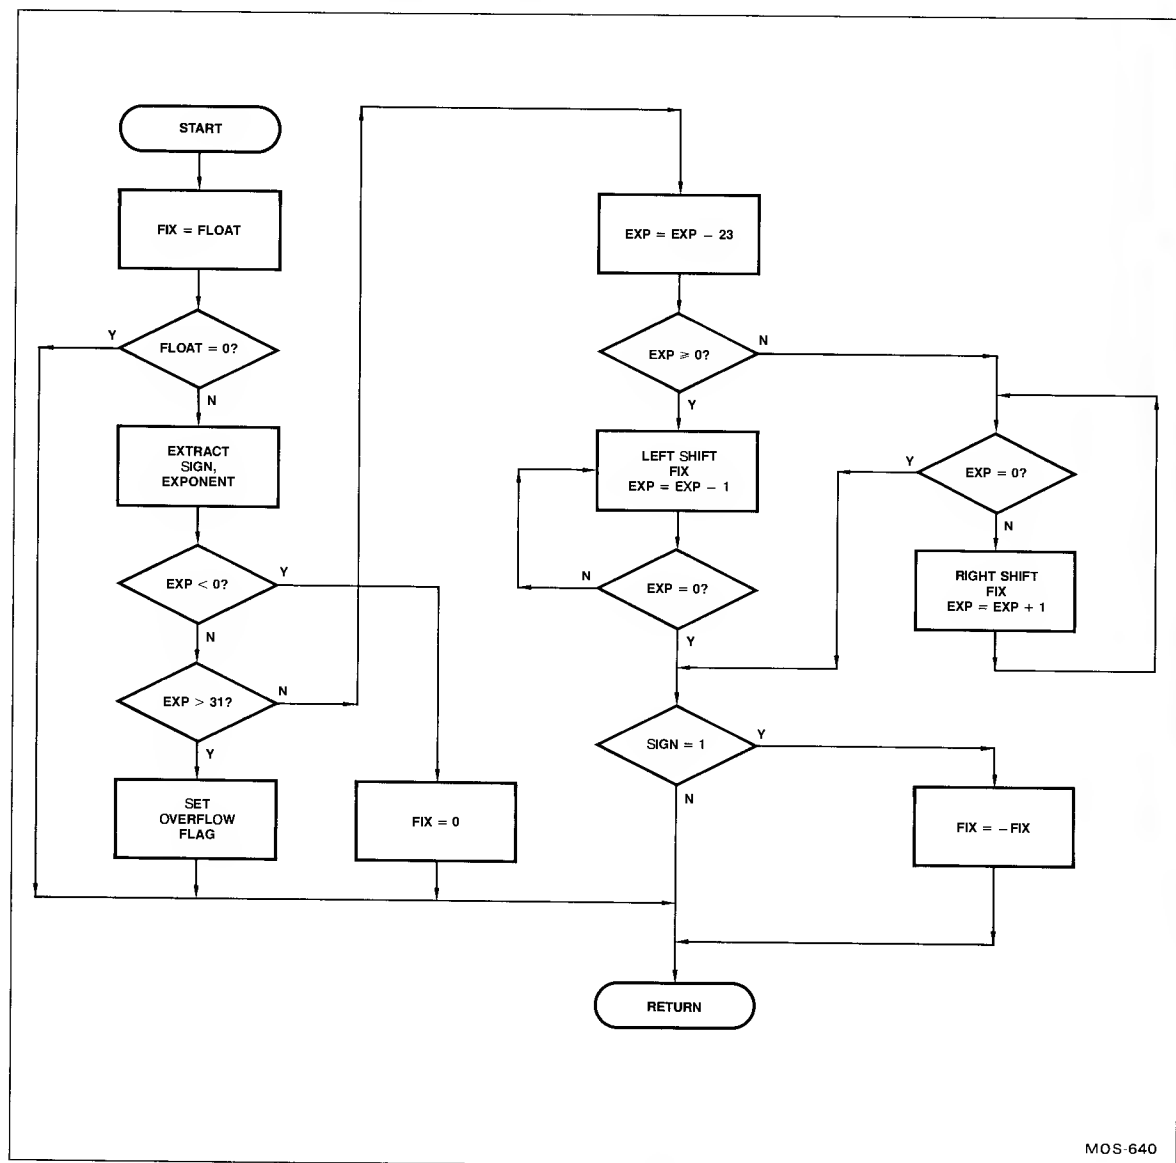 START
FIX = FLOAT
FLOAT = 0?
Y
N
EXTRACT
SIGN,
EXPONENT
EXP < 0?
Y
N
EXP > 31?
N
Y
SET
OVERFLOW
FLAG
FIX = 0
EXP = EXP − 23
EXP ⩾ 0?
N
Y
LEFT SHIFT
FIX
EXP = EXP − 1
N
EXP = 0?
Y
Y
EXP = 0?
N
RIGHT SHIFT
FIX
EXP = EXP + 1
SIGN = 1
Y
N
FIX = −FIX
RETURN
MOS-640